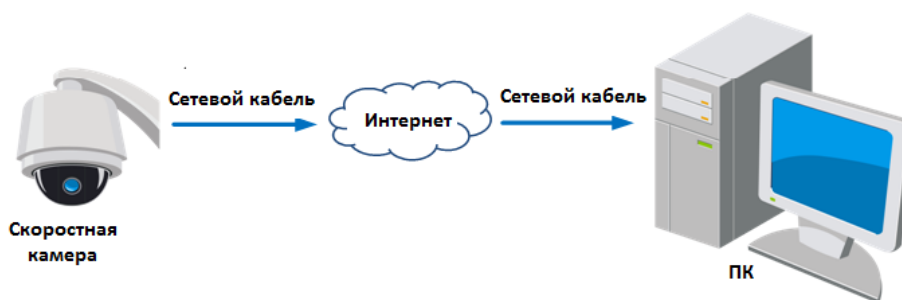 Сетевой кабель
Интернет
Сетевой кабель
Скоростная
камера
ПК